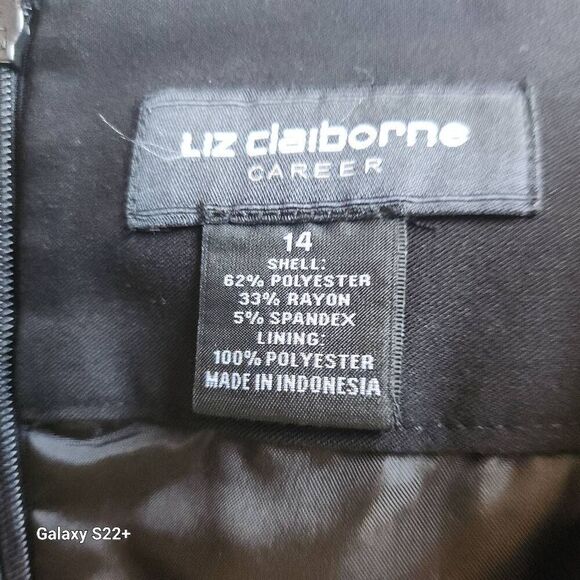 Liz claiborne
CAREER
14
SHELL:
62% POLYESTER
33% RAYON
5% SPANDEX
LINING:
100% POLYESTER
MADE IN INDONESIA
Galaxy S22+